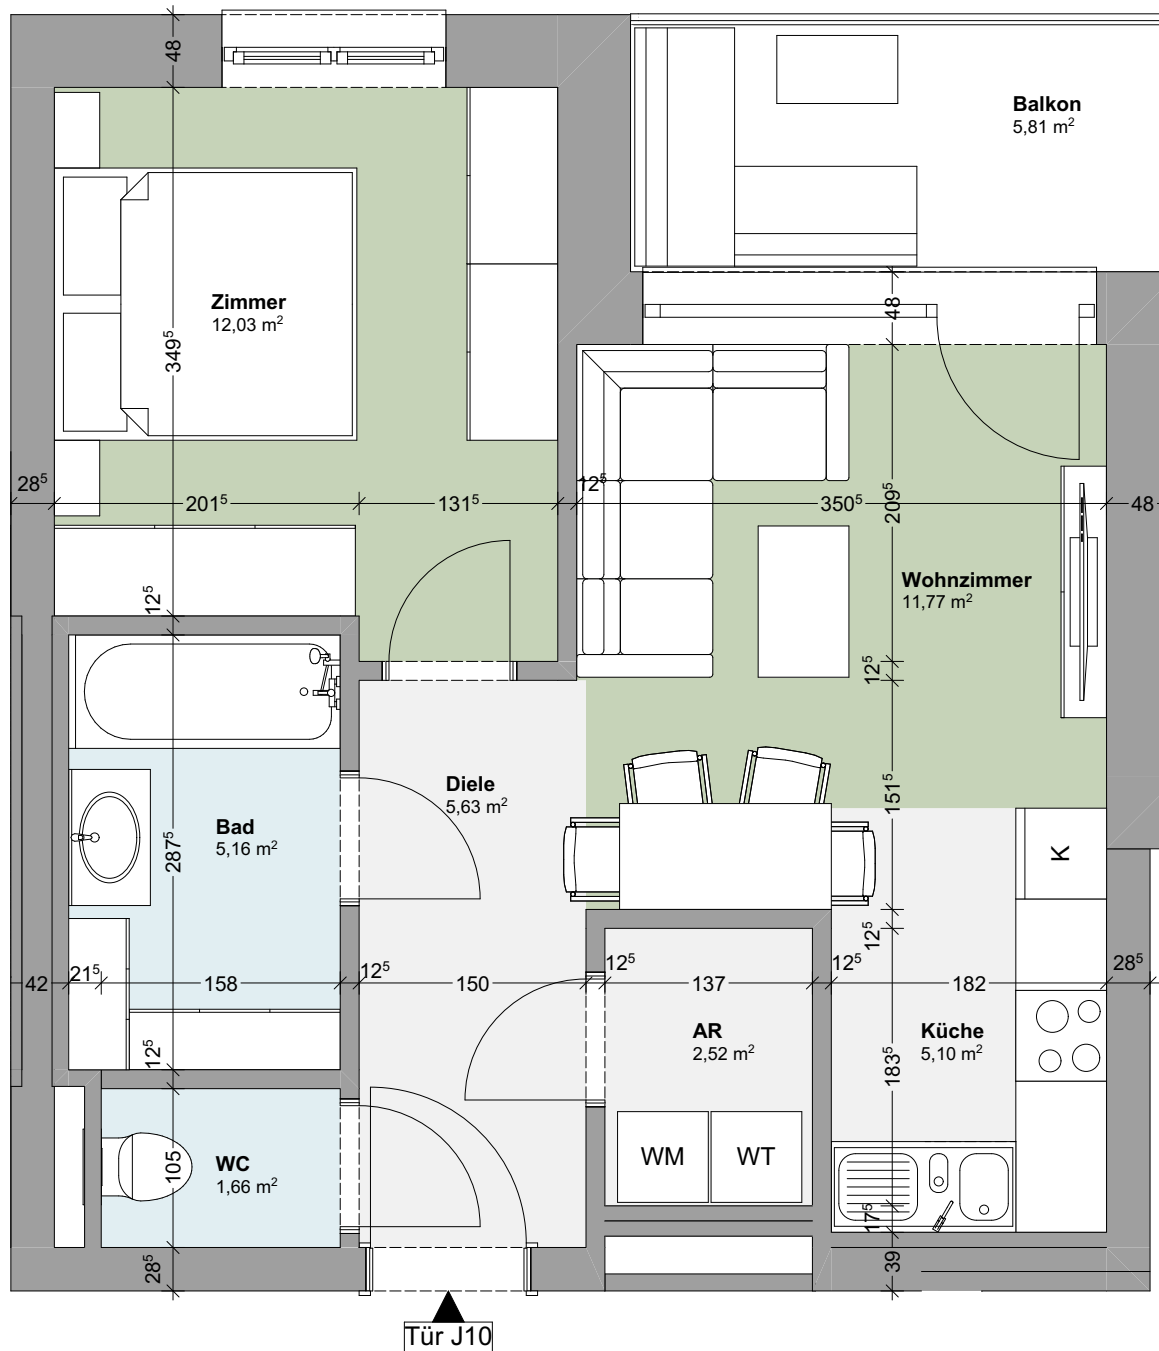 48
Balkon
5,81 m²
Zimmer
12,03 m²
48
349⁵
28⁵
201⁵
131⁵
12⁵
350⁵
209⁵
48
Wohnzimmer
11,77 m²
12⁵
12⁵
Diele
5,63 m²
151⁵
Bad
5,16 m²
287⁵
K
12⁵
42
21⁵
158
12⁵
150
12⁵
137
12⁵
182
28⁵
AR
2,52 m²
Küche
5,10 m²
12⁵
183⁵
WM
WT
WC
1,66 m²
105
17⁵
28⁵
39
Tür J10